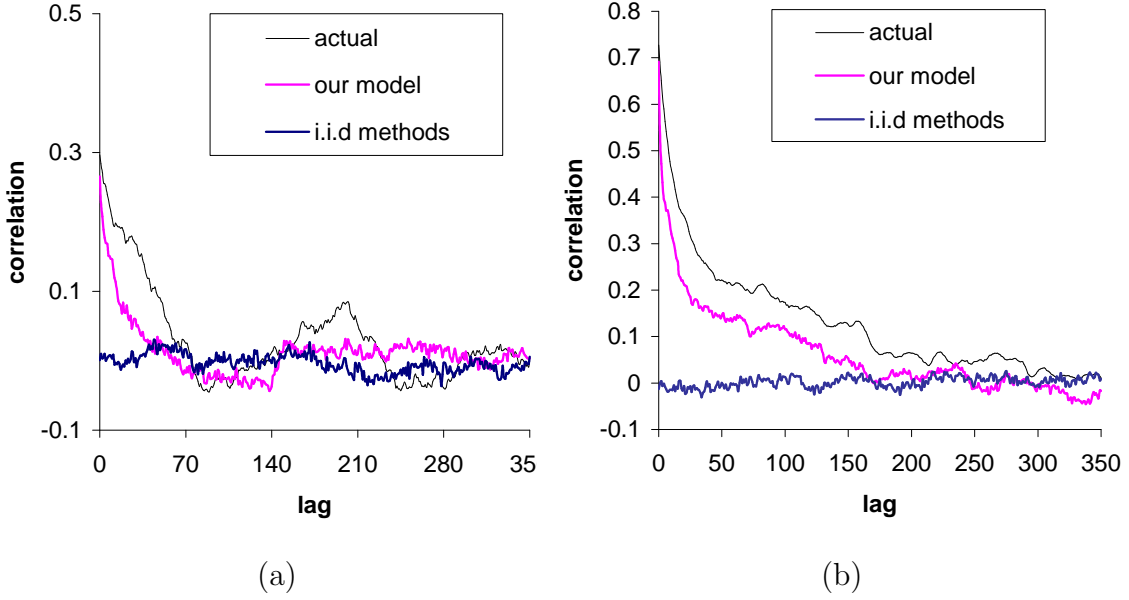 0.5
0.3
0.1
-0.1
correlation
actual
our model
i.i.d methods
0 70 140 210 280 35
lag
(a)
0.8
0.7
0.6
0.5
0.4
0.3
0.2
0.1
0
-0.1
correlation
actual
our model
i.i.d methods
0 50 100 150 200 250 300 350
lag
(b)